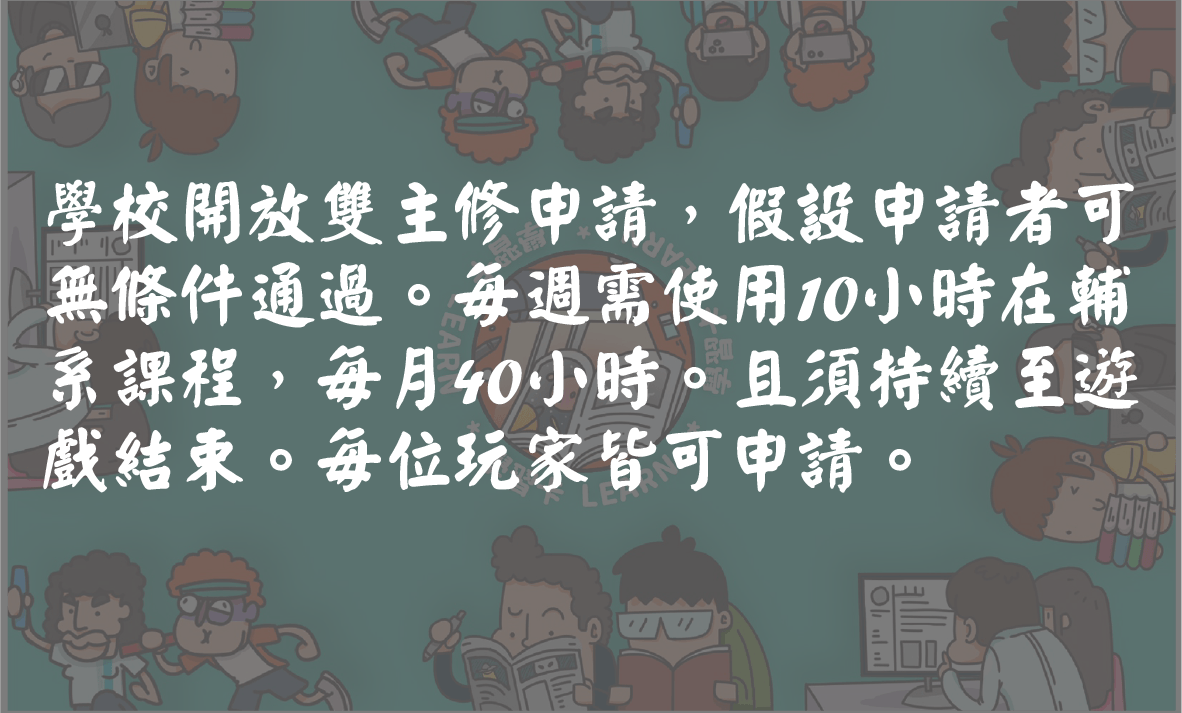 學校開放雙主修申請，假設申請者可
無條件通過。每週需使用10小時在輔
系課程，每月40小時。且須持續至遊
戲結束。每位玩家皆可申請。
LEARN
LEARN
LEARN